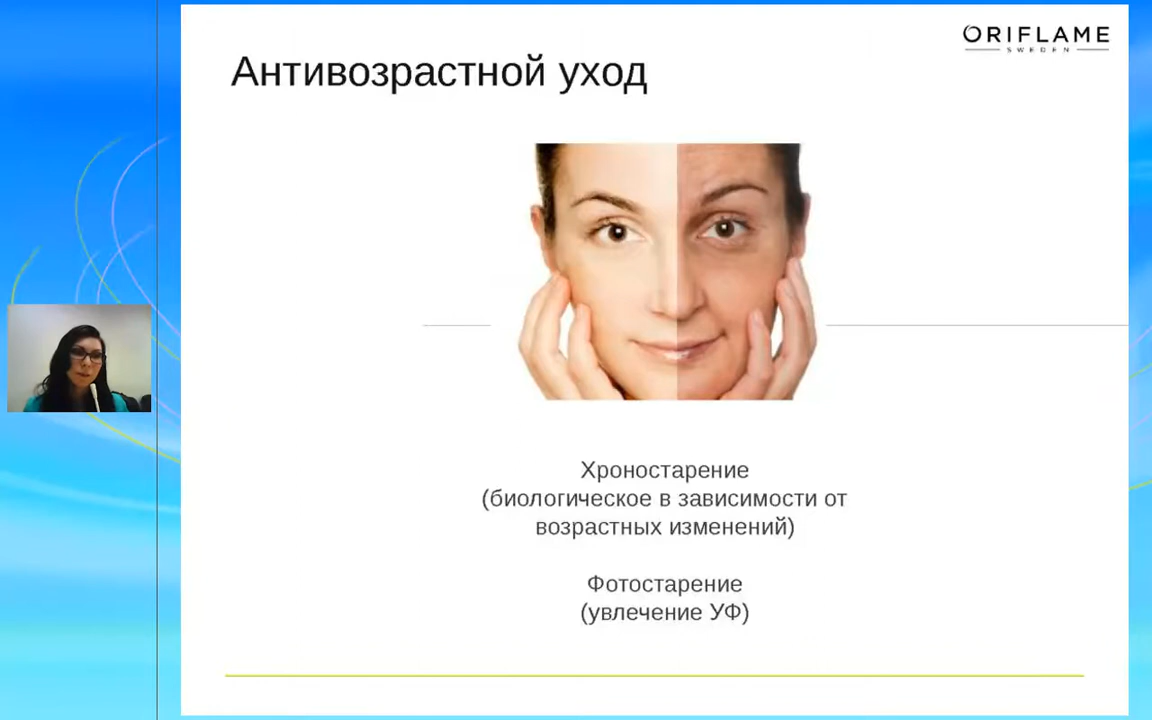 ORIFLAME
SWEDEN
Антивозрастной уход
Хроностарение
(биологическое в зависимости от
возрастных изменений)
Фотостарение
(увлечение УФ)